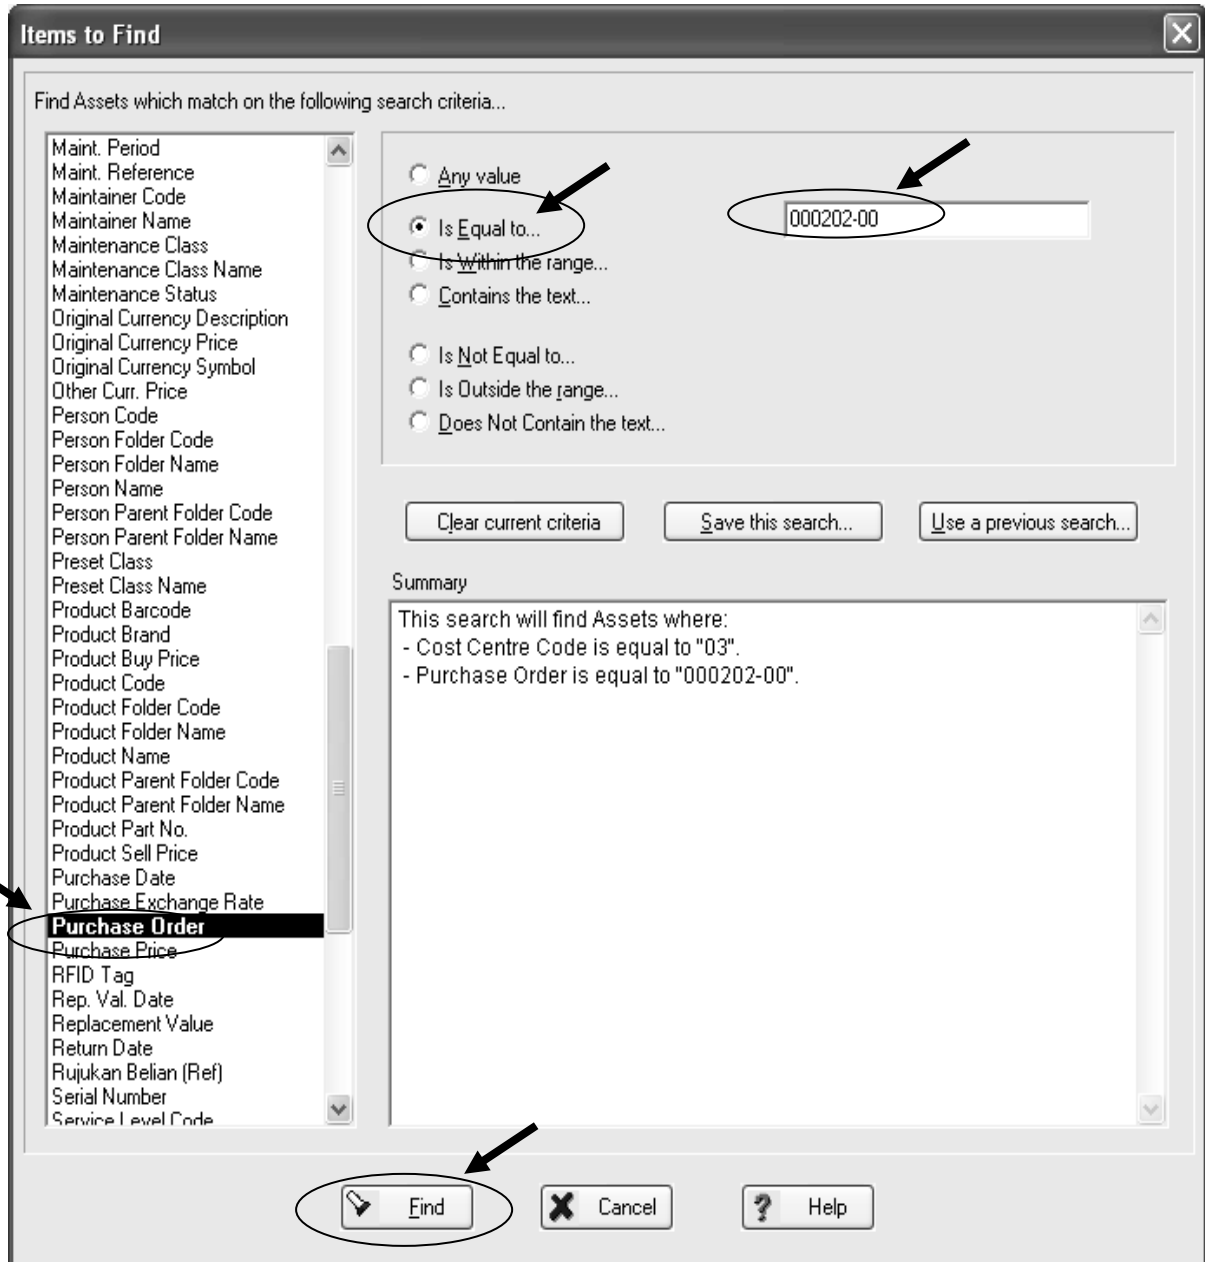 Items to Find
Find Assets which match on the following search criteria...
Maint. Period
Maint. Reference
Maintainer Code
Maintainer Name
Maintenance Class
Maintenance Class Name
Maintenance Status
Original Currency Description
Original Currency Price
Original Currency Symbol
Other Curr. Price
Person Code
Person Folder Code
Person Folder Name
Person Name
Person Parent Folder Code
Person Parent Folder Name
Preset Class
Preset Class Name
Product Barcode
Product Brand
Product Buy Price
Product Code
Product Folder Code
Product Folder Name
Product Name
Product Parent Folder Code
Product Parent Folder Name
Product Part No.
Product Sell Price
Purchase Date
Purchase Exchange Rate
Purchase Order
Purchase Price
RFID Tag
Rep. Val. Date
Replacement Value
Return Date
Rujukan Belian (Ref)
Serial Number
Service Level Code
Any value
Is Equal to...
000202-00
Is Within the range...
Contains the text...
Is Not Equal to...
Is Outside the range...
Does Not Contain the text...
Clear current criteria
Save this search...
Use a previous search...
Summary
This search will find Assets where:
- Cost Centre Code is equal to "03".
- Purchase Order is equal to "000202-00".
Find
Cancel
Help